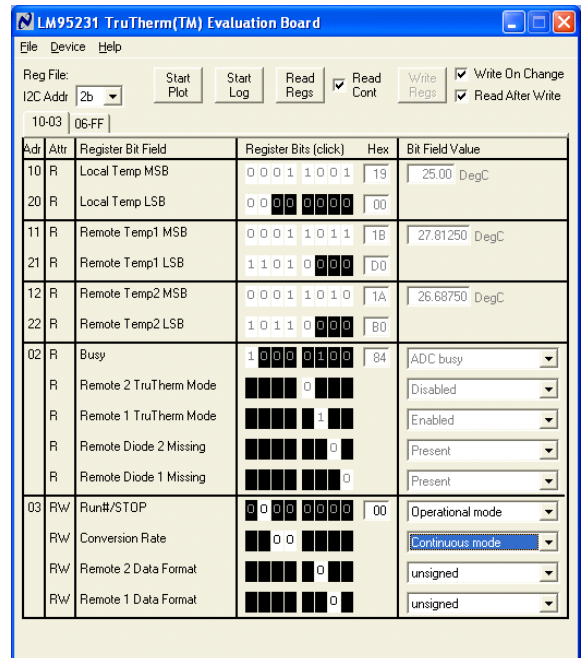 LM95231 TruTherm(TM) Evaluation Board
File Device Help
Reg File:
I2C Addr 2b
Start Plot
Start Log
Read Regs
Read Cont
Write Regs
Write On Change
Read After Write
10-03 06-FF
Adr Attr Register Bit Field Register Bits (click) Hex Bit Field Value
10 R Local Temp MSB 0 0 0 1 1 0 0 1 19 25.00 DegC
20 R Local Temp LSB 0 0 0 0 0 0 0 0 00
11 R Remote Temp1 MSB 0 0 0 1 1 0 1 1 1B 27.81250 DegC
21 R Remote Temp1 LSB 1 1 0 1 0 0 0 0 D0
12 R Remote Temp2 MSB 0 0 0 1 1 0 1 0 1A 26.68750 DegC
22 R Remote Temp2 LSB 1 0 1 1 0 0 0 0 B0
02 R Busy 1 0 0 0 0 1 0 0 84 ADC busy
R Remote 2 TruTherm Mode 0 Disabled
R Remote 1 TruTherm Mode 1 Enabled
R Remote Diode 2 Missing 0 Present
R Remote Diode 1 Missing 0 Present
03 RW Run#/STOP 0 0 0 0 0 0 0 0 00 Operational mode
RW Conversion Rate 0 0 Continuous mode
RW Remote 2 Data Format 0 unsigned
RW Remote 1 Data Format 0 unsigned